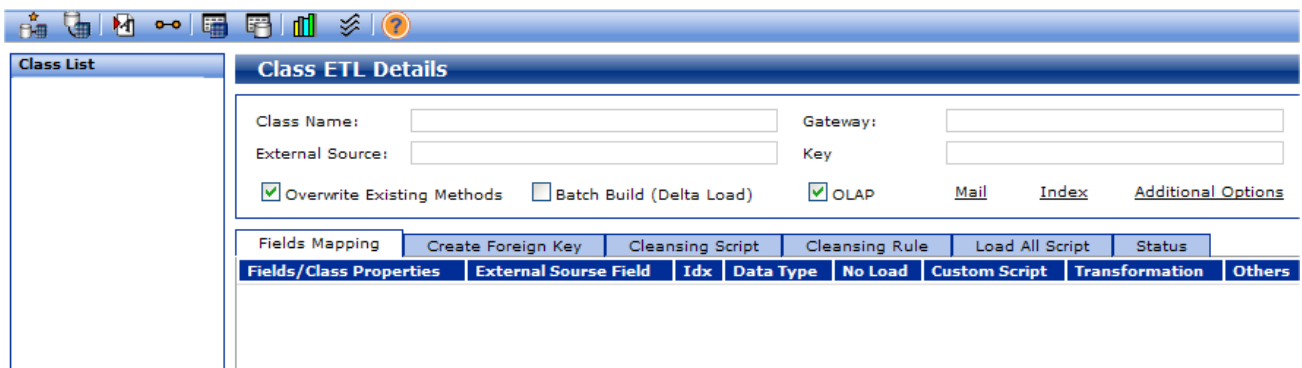 ?
Class List
Class ETL Details
Class Name:
Gateway:
External Source:
Key
Overwrite Existing Methods
Batch Build (Delta Load)
OLAP
Mail
Index
Additional Options
Fields Mapping
Create Foreign Key
Cleansing Script
Cleansing Rule
Load All Script
Status
Fields/Class Properties
External Sourse Field
Idx
Data Type
No Load
Custom Script
Transformation
Others